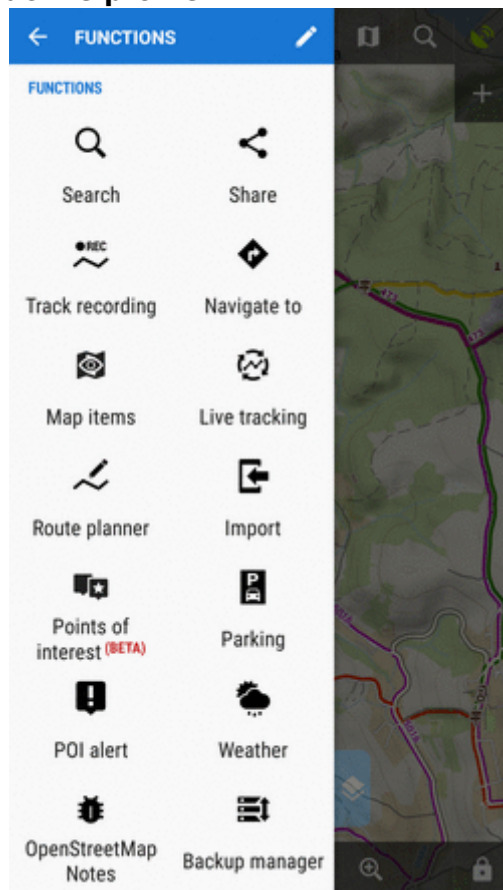 FUNCTIONS
FUNCTIONS
Search
Share
REC
Track recording
Navigate to
Map items
Live tracking
Route planner
Import
Points of
interest (BETA)
P
Parking
POI alert
Weather
OpenStreetMap
Notes
Backup manager
473